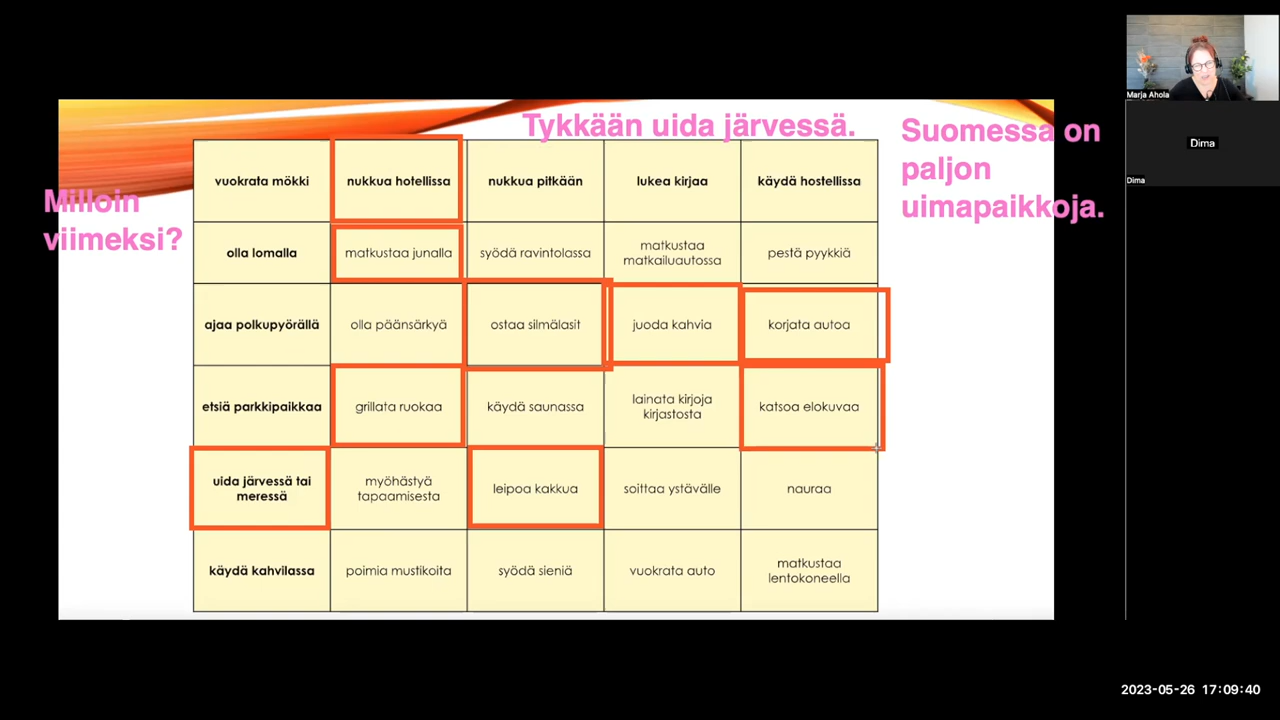 Tykkään uida järvessä.
Suomessa on
paljon
uimapaikkoja.
Milloin
viimeksi?
vuokrata mökki
nukkua hotellissa
nukkua pitkään
lukea kirjaa
käydä hostellissa
olla lomalla
matkustaa junalla
syödä ravintolassa
matkustaa
matkailuautossa
pestä pyykkiä
ajaa polkupyörällä
olla päänsärkyä
ostaa silmälasit
juoda kahvia
korjata autoa
etsiä parkkipaikkaa
grillata ruokaa
käydä saunassa
lainata kirjoja
kirjastosta
katsoa elokuvaa
uida järvessä tai
meressä
myöhästyä
tapaamisesta
leipoa kakkua
soittaa ystävälle
nauraa
käydä kahvilassa
poimia mustikoita
syödä sieniä
vuokrata auto
matkustaa
lentokoneella
Marja Ahola
Dima
Dima
2023-05-26 17:09:40